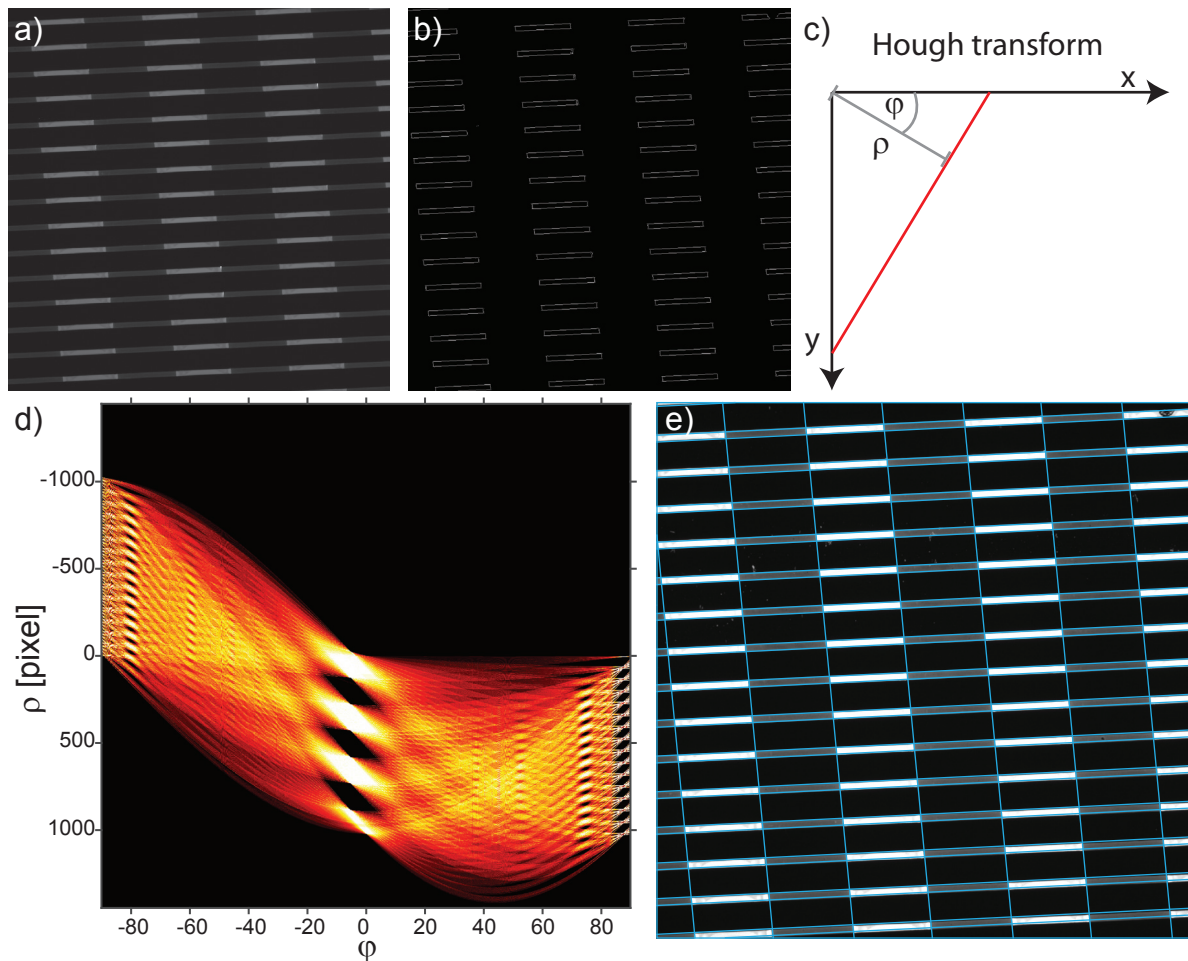 a)
b)
c)
Hough transform
x
φ
ρ
y
d)
-1000
-500
0
500
1000
ρ [pixel]
-80 -60 -40 -20 0 20 40 60 80
φ
e)